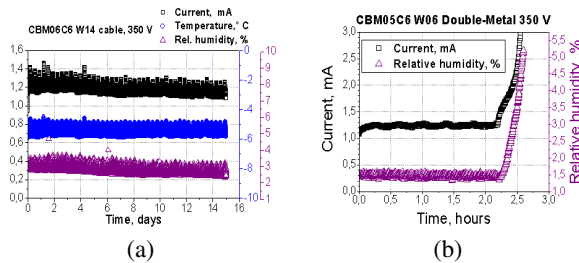 CBM06C6 W14 cable, 350 V
Current, mA
Temperature,° C
Rel. humidity, %
1,6
1,4
1,2
1,0
0,8
0,6
0,4
0,2
0,0
0
-2
-4
-6
-8
-10
10
9
8
7
6
5
4
3
2
1
0 2 4 6 8 10 12 14 16
Time, days
(a)
CBM05C6 W06 Double-Metal 350 V
Current, mA
Relative humidity, %
Current, mA
3,0
2,5
2,0
1,5
1,0
0,5
0,0
5,5
5,0
4,5
4,0
3,5
3,0
2,5
2,0
1,5
1,0
Relative humidity, %
0,0 0,5 1,0 1,5 2,0 2,5 3,0
Time, hours
(b)